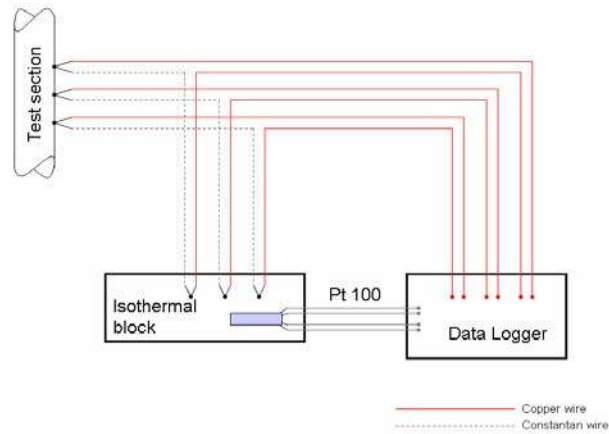 Test section
Isothermal
block
Pt 100
Data Logger
Copper wire
Constantan wire